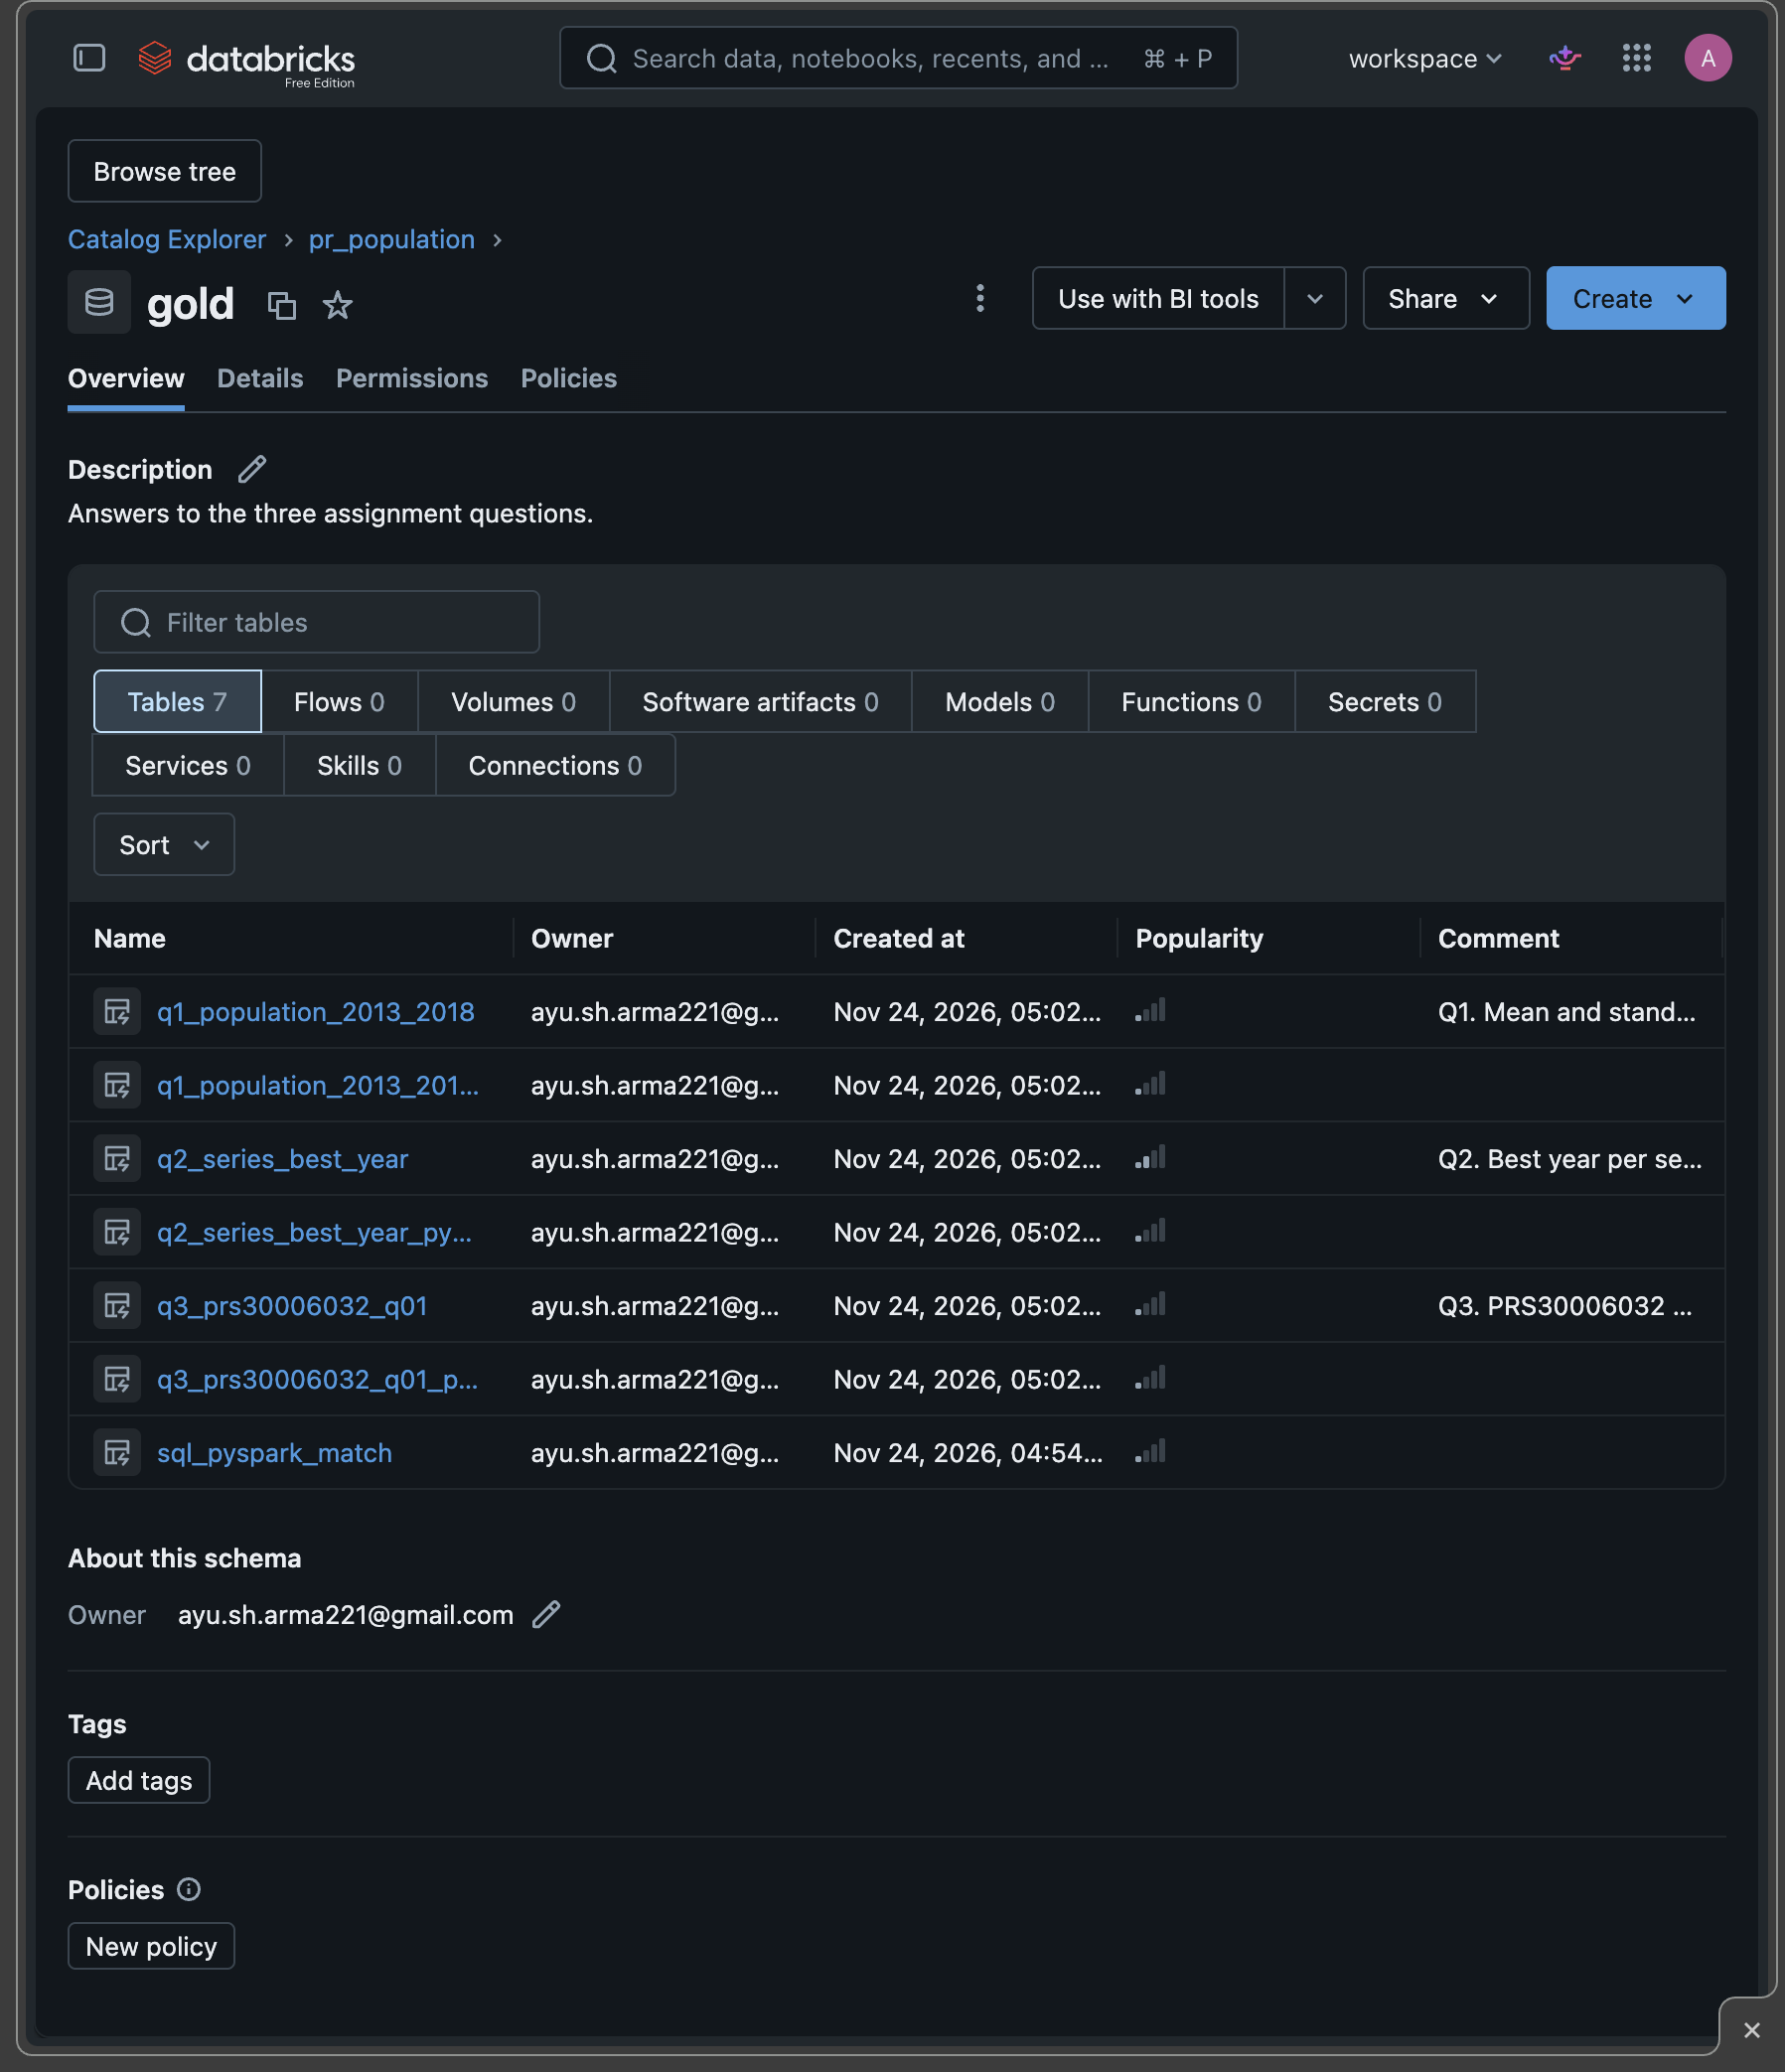 databricks
Free Edition
Search data, notebooks, recents, and ... ⌘ + P
workspace
A
Browse tree
Catalog Explorer › pr_population ›
gold
Use with BI tools
Share
Create
Overview Details Permissions Policies
Description
Answers to the three assignment questions.
Filter tables
Tables 7 Flows 0 Volumes 0 Software artifacts 0 Models 0 Functions 0 Secrets 0
Services 0 Skills 0 Connections 0
Sort
Name Owner Created at Popularity Comment
q1_population_2013_2018 ayu.sh.arma221@g... Nov 24, 2026, 05:02... Q1. Mean and stand...
q1_population_2013_201... ayu.sh.arma221@g... Nov 24, 2026, 05:02...
q2_series_best_year ayu.sh.arma221@g... Nov 24, 2026, 05:02... Q2. Best year per se...
q2_series_best_year_py... ayu.sh.arma221@g... Nov 24, 2026, 05:02...
q3_prs30006032_q01 ayu.sh.arma221@g... Nov 24, 2026, 05:02... Q3. PRS30006032 ...
q3_prs30006032_q01_p... ayu.sh.arma221@g... Nov 24, 2026, 05:02...
sql_pyspark_match ayu.sh.arma221@g... Nov 24, 2026, 04:54...
About this schema
Owner ayu.sh.arma221@gmail.com
Tags
Add tags
Policies
New policy